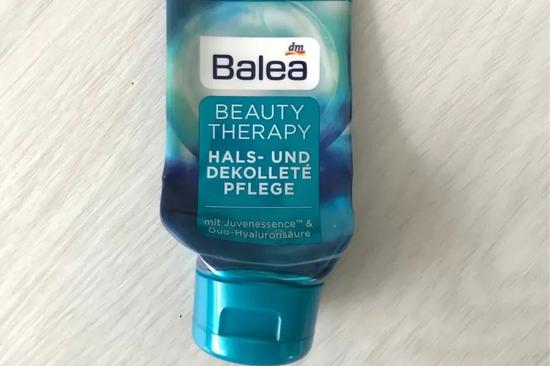 dm
Balea
BEAUTY
THERAPY
HALS- UND
DEKOLLETÉ
PFLEGE
mit Juvenessence™ &
Duo-Hyaluronsäure